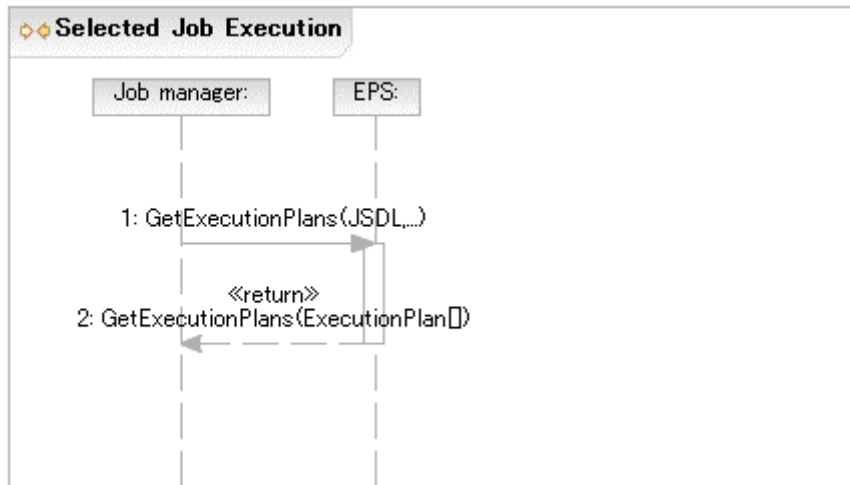 Selected Job Execution
Job manager:
EPS:
1: GetExecutionPlans(JSDL,...)
≪return≫
2: GetExecutionPlans(ExecutionPlan[])